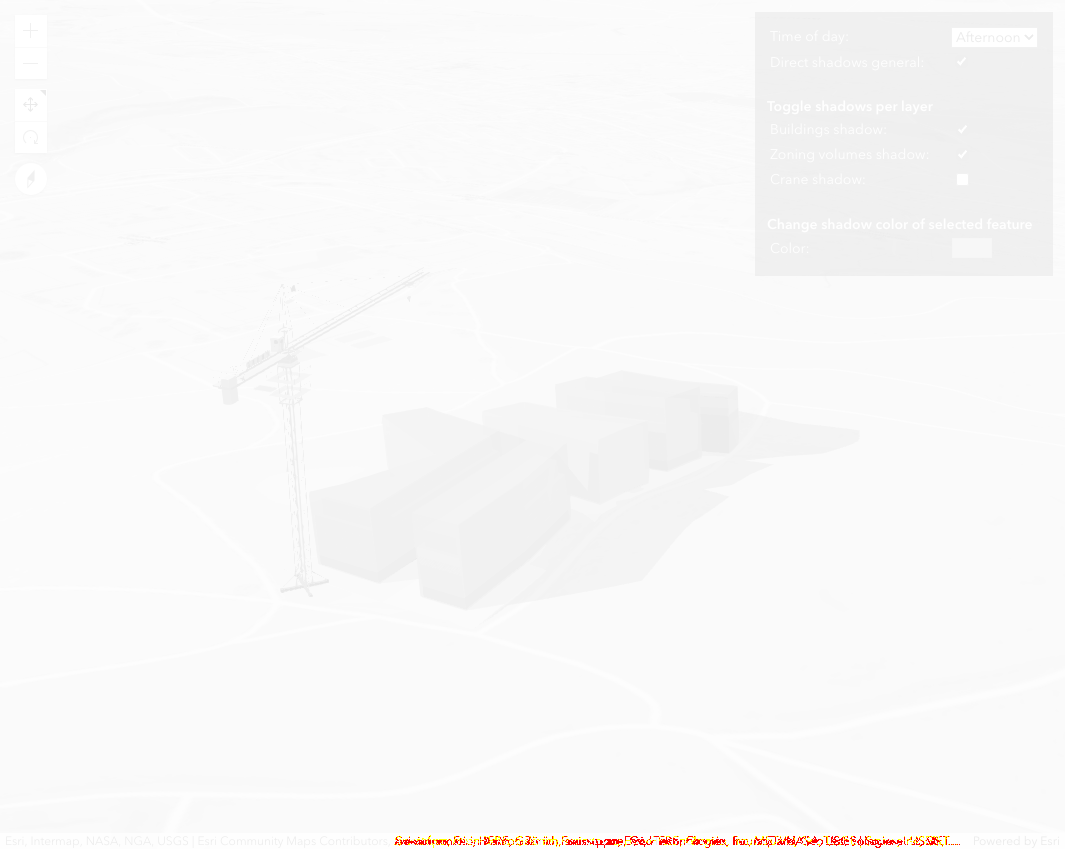 Time of day:
Afternoon
Direct shadows general:
Toggle shadows per layer
Buildings shadow:
Zoning volumes shadow:
Crane shadow:
Change shadow color of selected feature
Color:
Esri, Intermap, NASA, NGA, USGS | Esri Community Maps Contributors
Powered by Esri